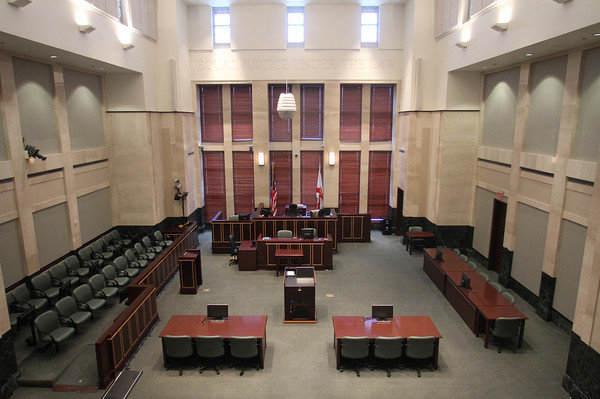 EQUAL JUSTICE UNDER THE LAW